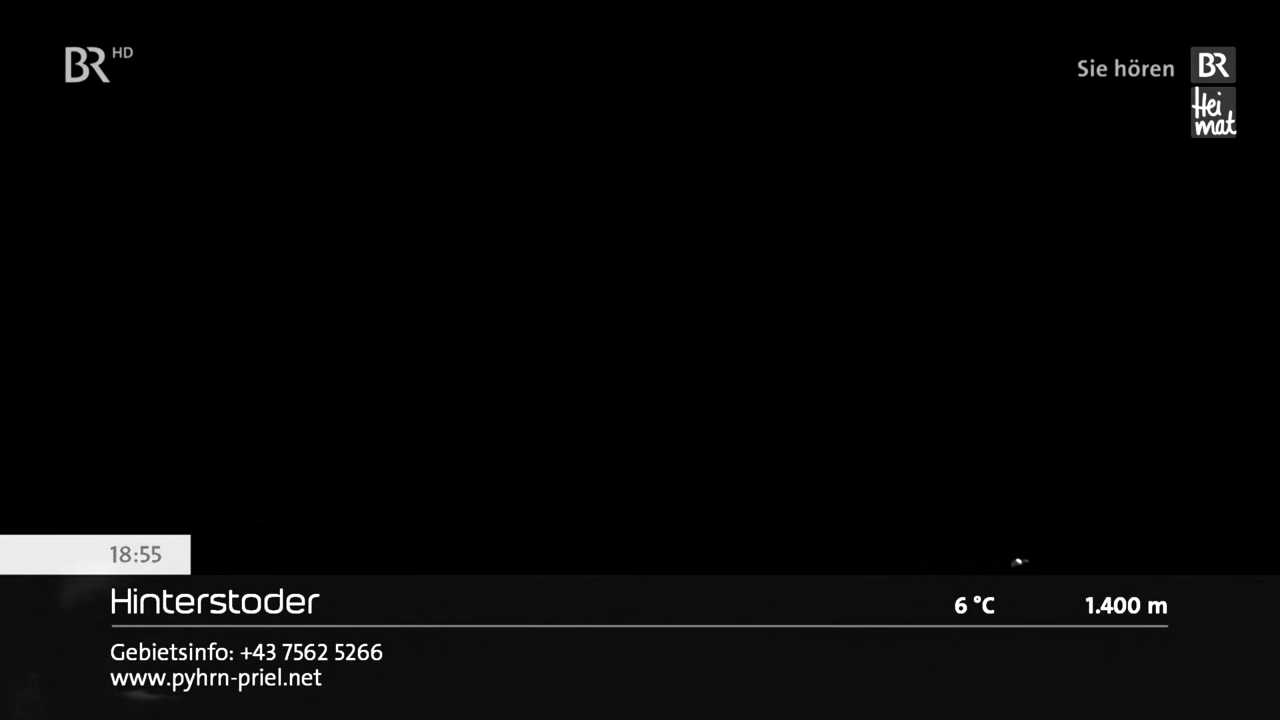 BR HD
Sie hören BR
Hei
mat
18:55
Hinterstoder 6 °C 1.400 m
Gebietsinfo: +43 7562 5266
www.pyhrn-priel.net